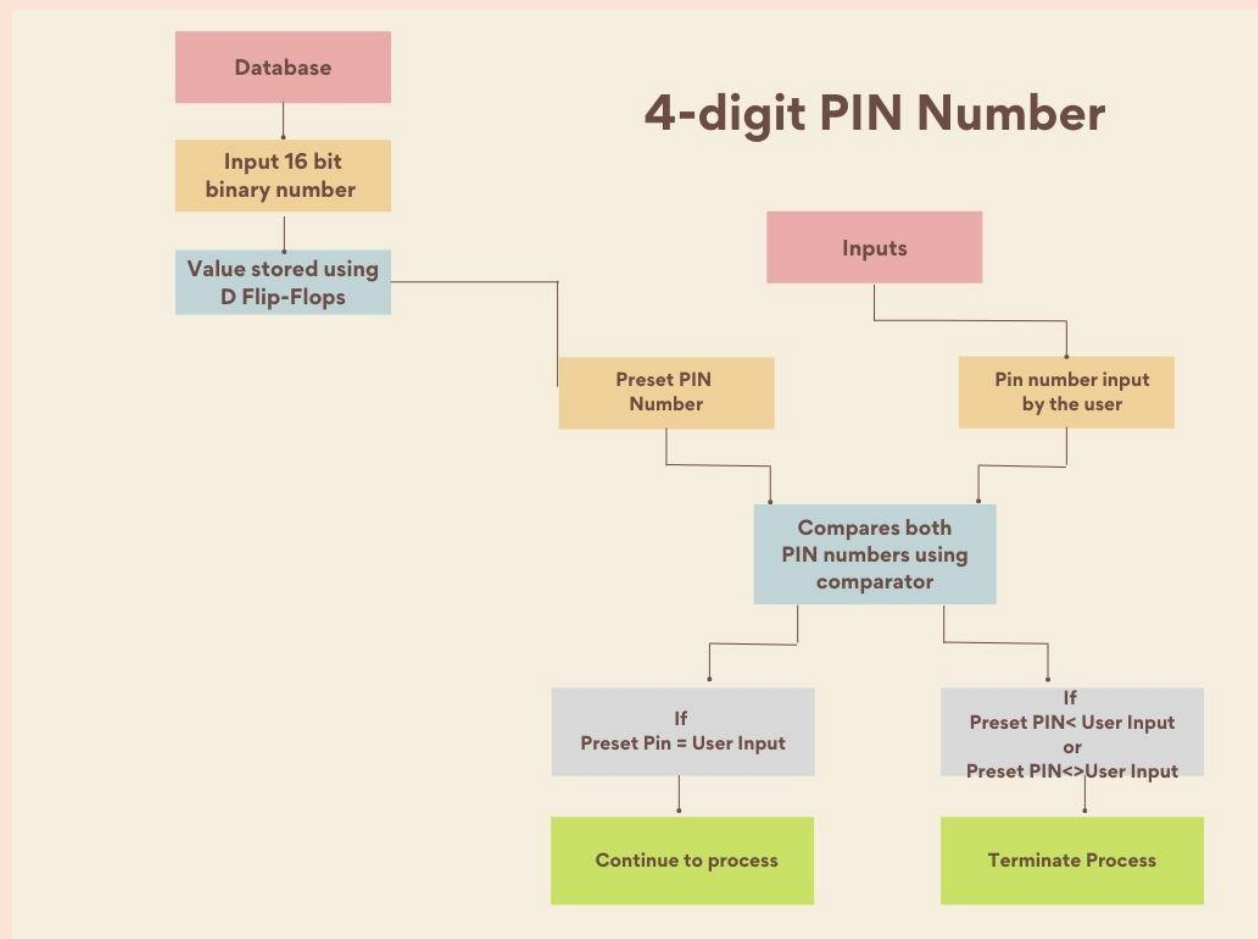 4-digit PIN Number
Database
Input 16 bit
binary number
Value stored using
D Flip-Flops
Inputs
Preset PIN
Number
Pin number input
by the user
Compares both
PIN numbers using
comparator
If
Preset Pin = User Input
If
Preset PIN< User Input
or
Preset PIN<>User Input
Continue to process
Terminate Process